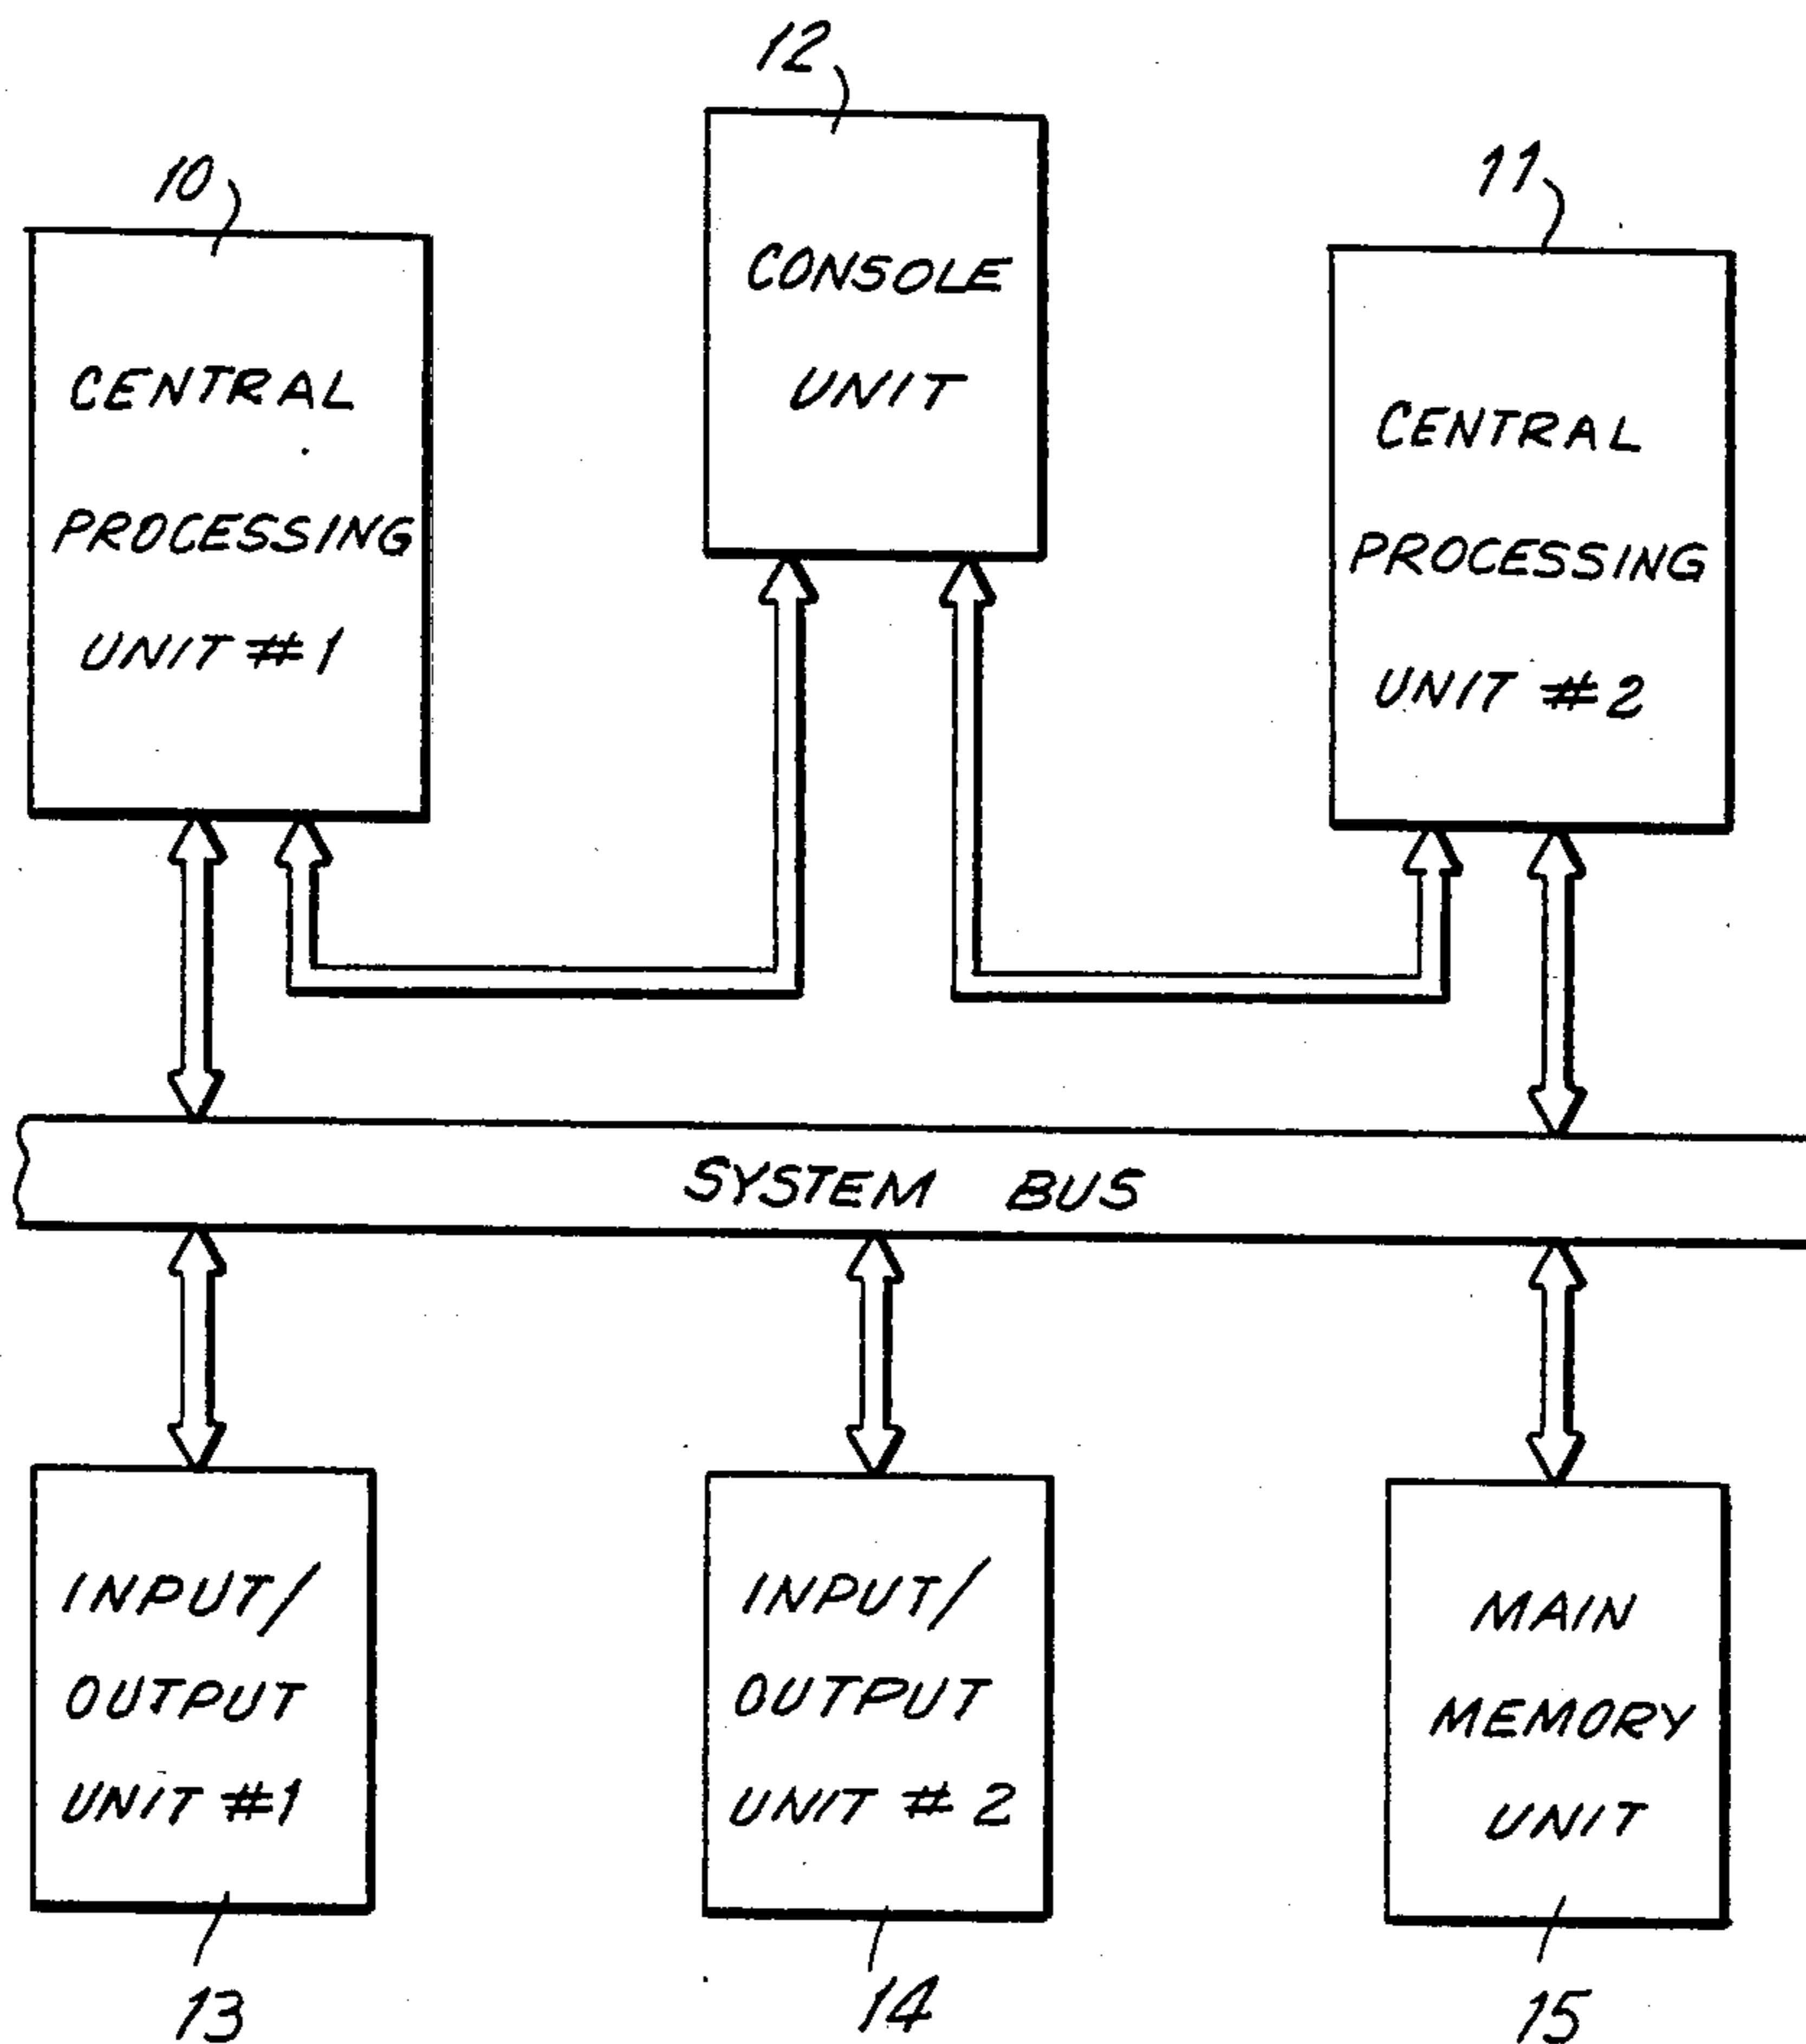 12
10
11
CONSOLE
UNIT
CENTRAL
PROCESSING
UNIT #1
CENTRAL
PROCESSING
UNIT #2
SYSTEM BUS
INPUT/
OUTPUT
UNIT #1
INPUT/
OUTPUT
UNIT # 2
MAIN
MEMORY
UNIT
13
14
15